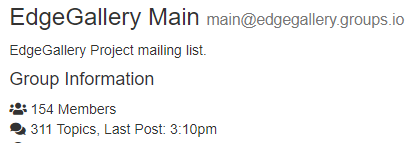 EdgeGallery Main main@edgegallery.groups.io
EdgeGallery Project mailing list.
Group Information
154 Members
311 Topics, Last Post: 3:10pm